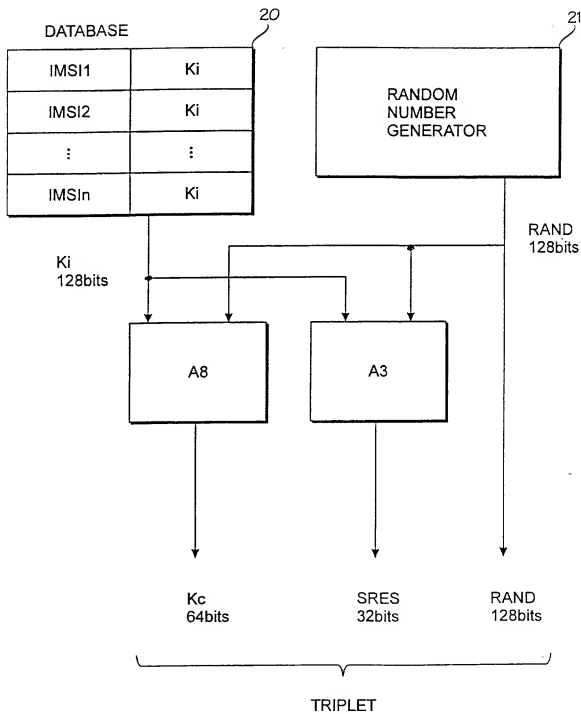 20
DATABASE
21
IMSI1 Ki
IMSI2 Ki
⋮ ⋮
IMSIn Ki
RANDOM
NUMBER
GENERATOR
Ki
128bits
RAND
128bits
A8
A3
Kc
64bits
SRES
32bits
RAND
128bits
TRIPLET